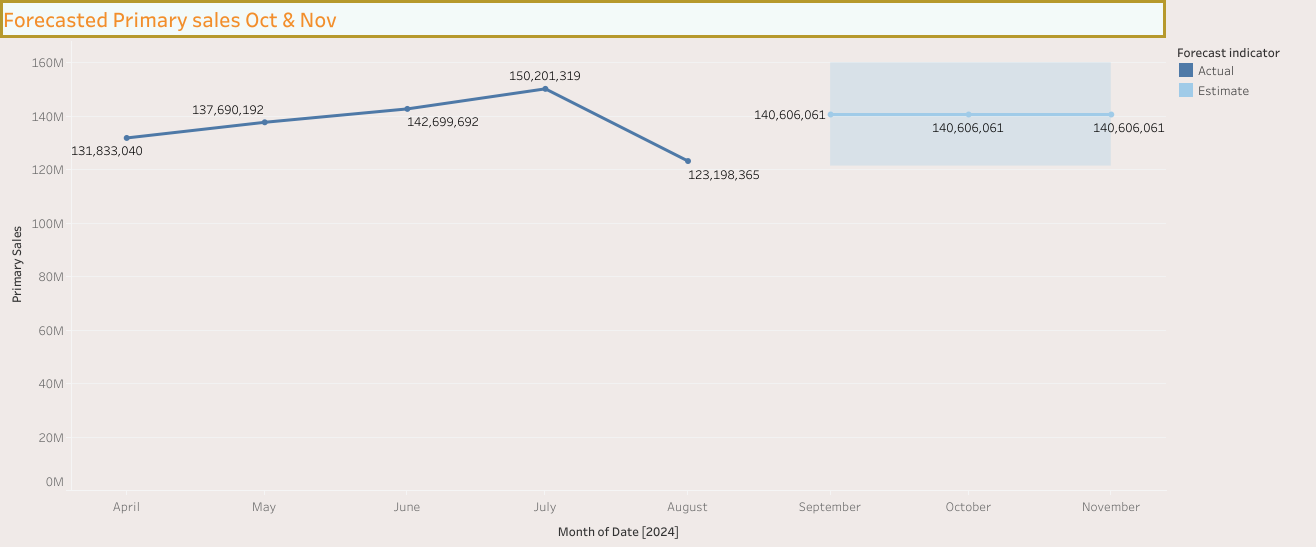 Forecasted Primary sales Oct & Nov
Forecast indicator
Actual
Estimate
160M
140M
120M
100M
80M
60M
40M
20M
0M
Primary Sales
131,833,040
137,690,192
142,699,692
150,201,319
123,198,365
140,606,061
140,606,061
140,606,061
April
May
June
July
August
September
October
November
Month of Date [2024]